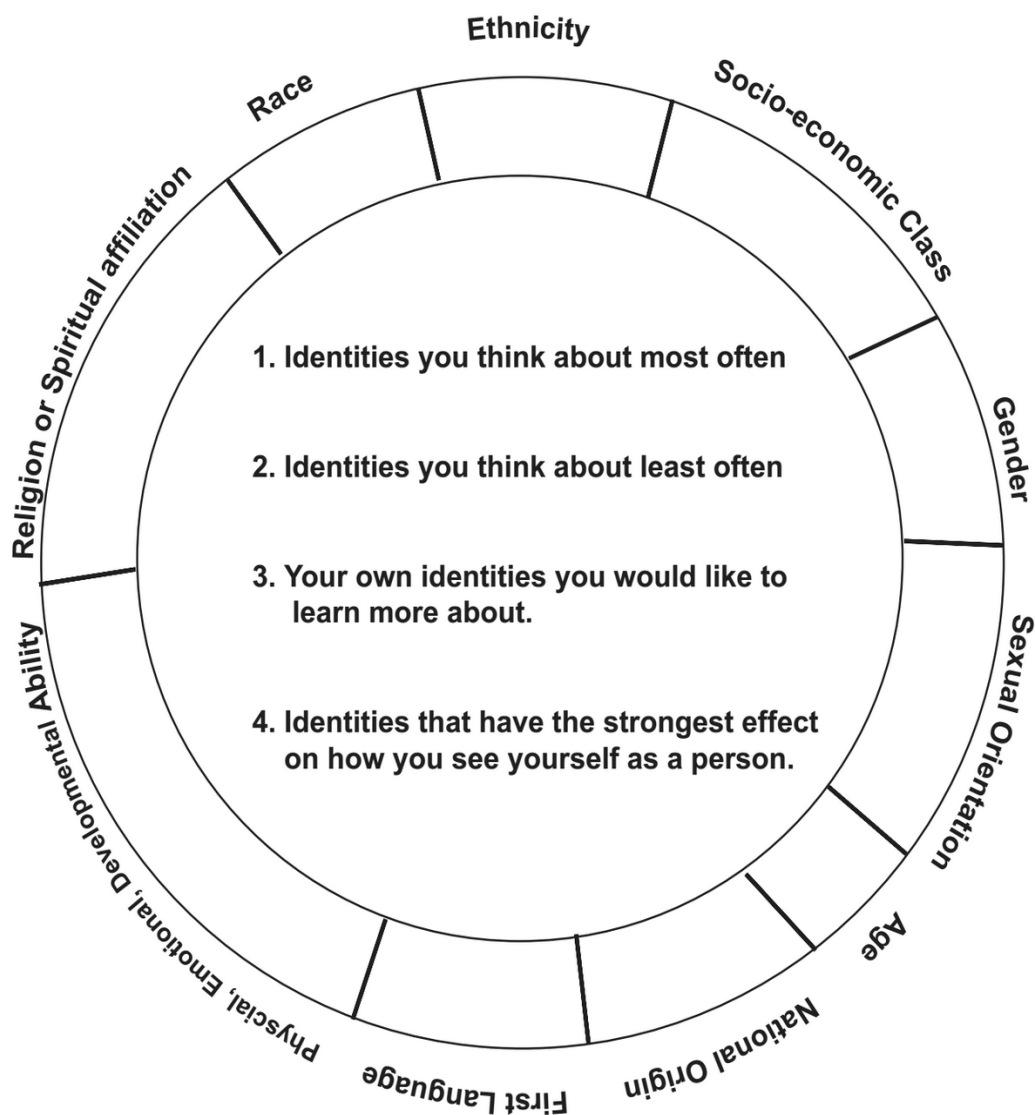 Ethnicity
Socio-economic Class
Gender
Sexual Orientation
Age
National Origin
First Language
Physcial, Emotional, Developmental Ability
Religion or Spiritual affiliation
Race
1. Identities you think about most often
2. Identities you think about least often
3. Your own identities you would like to
learn more about.
4. Identities that have the strongest effect
on how you see yourself as a person.